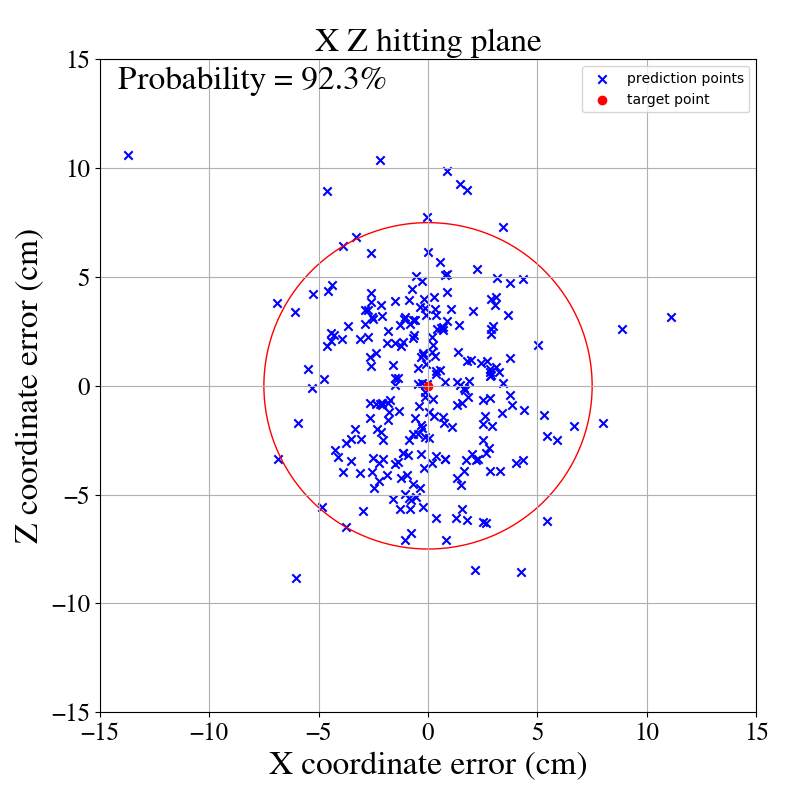 X Z hitting plane
Probability = 92.3%
prediction points
target point
15
10
5
0
−5
−10
−15
Z coordinate error (cm)
−15
−10
−5
0
5
10
15
X coordinate error (cm)